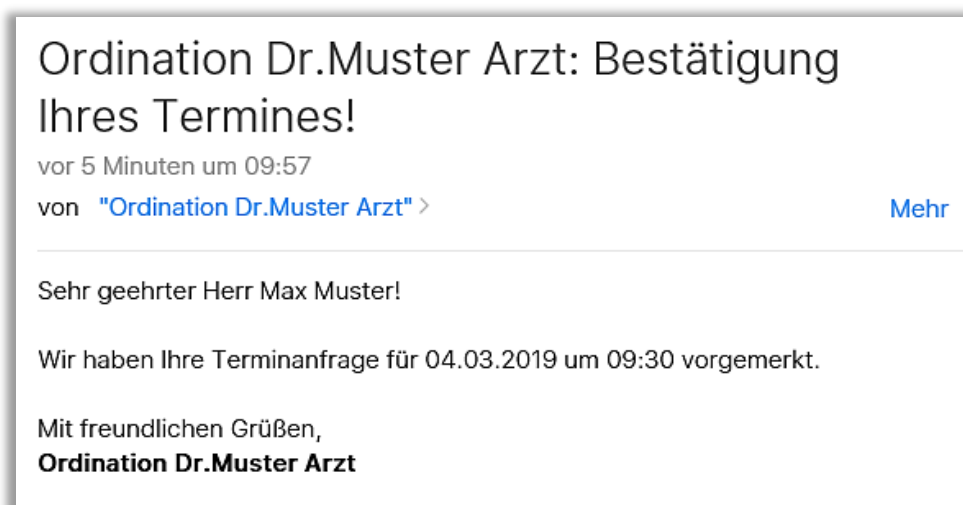 Ordination Dr.Muster Arzt: Bestätigung
Ihres Termines!
vor 5 Minuten um 09:57
von "Ordination Dr.Muster Arzt" >
Mehr
Sehr geehrter Herr Max Muster!
Wir haben Ihre Terminanfrage für 04.03.2019 um 09:30 vorgemerkt.
Mit freundlichen Grüßen,
Ordination Dr.Muster Arzt